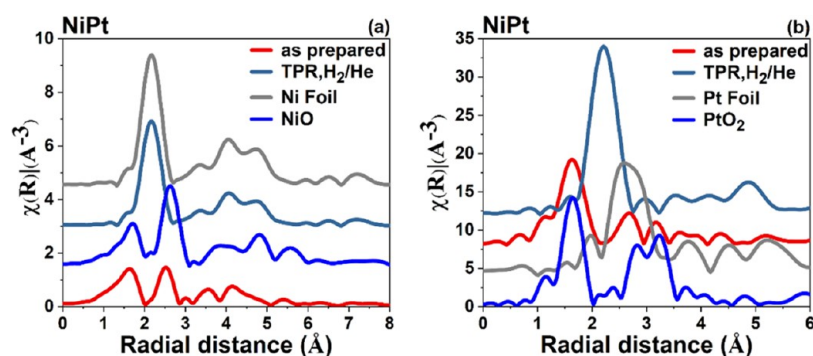 NiPt (a)
as prepared
TPR,H₂/He
Ni Foil
NiO
χ(R)|(A⁻³)
10
8
6
4
2
0
0 1 2 3 4 5 6 7 8
Radial distance (Å)
NiPt (b)
as prepared
TPR,H₂/He
Pt Foil
PtO₂
χ(R)|(A⁻³)
35
30
25
20
15
10
5
0
0 1 2 3 4 5 6
Radial distance (Å)